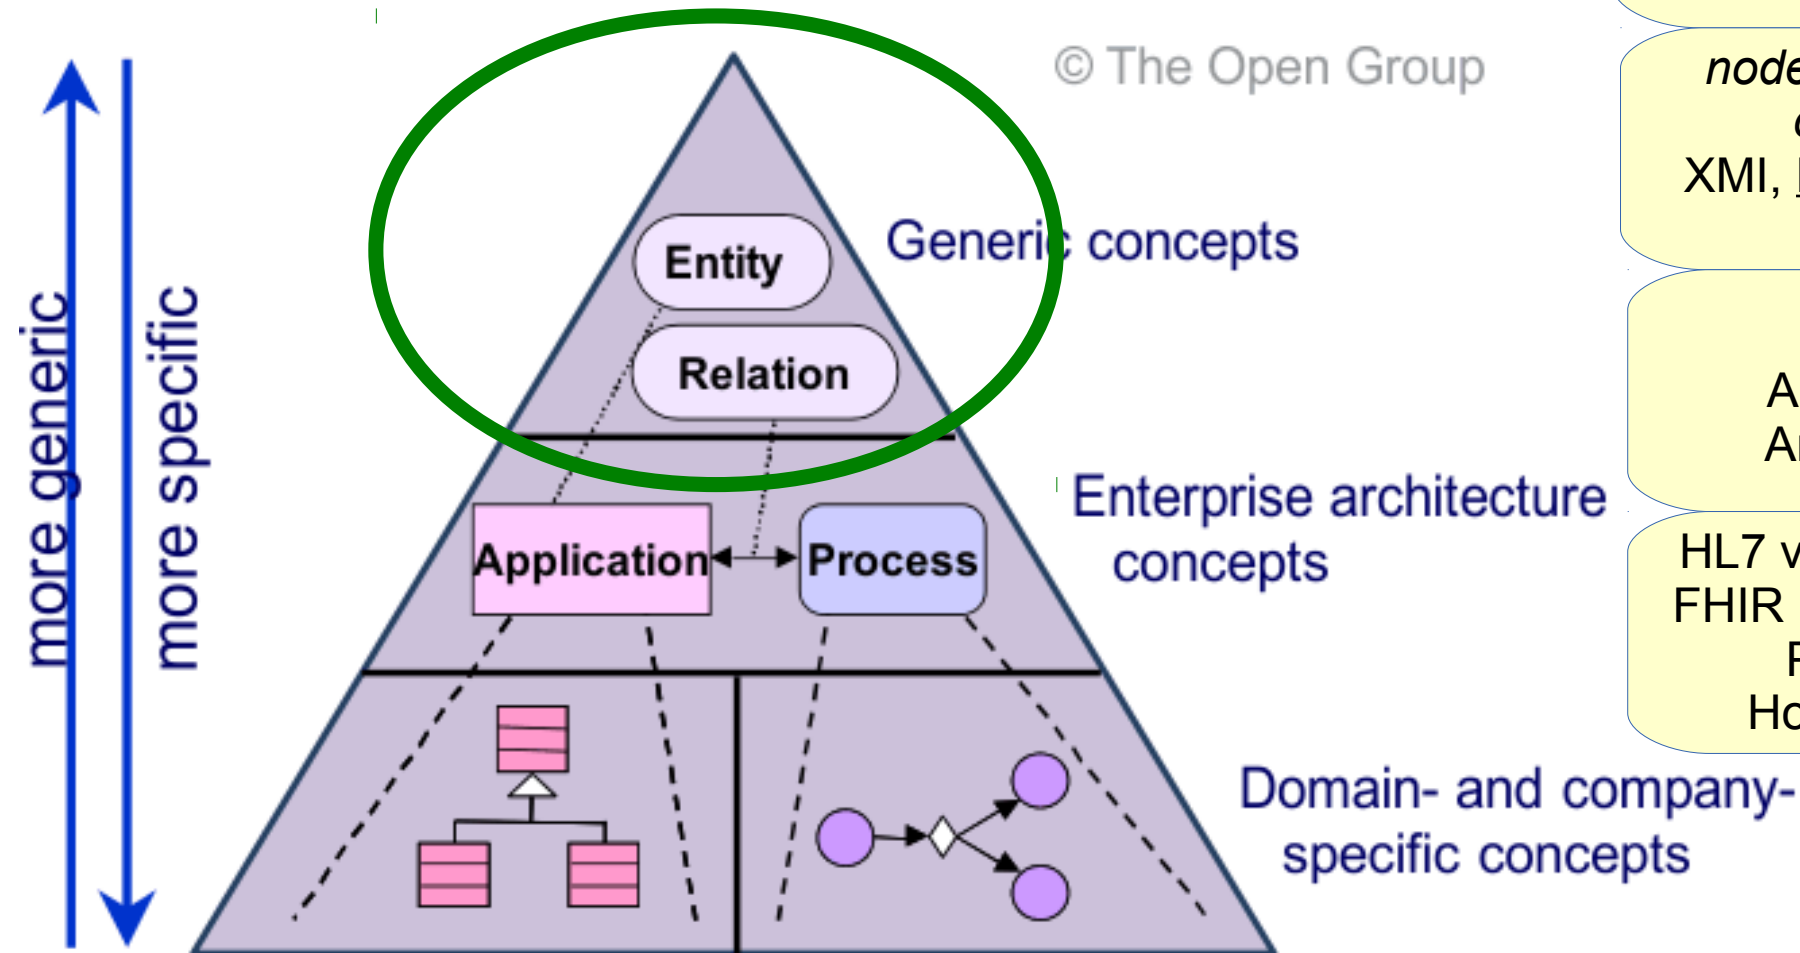 © The Open Group
more generic
more specific
Entity
Relation
Generic concepts
Application
Process
Enterprise architecture
concepts
Domain- and company-
specific concepts
XMI,
HL7
FHIR